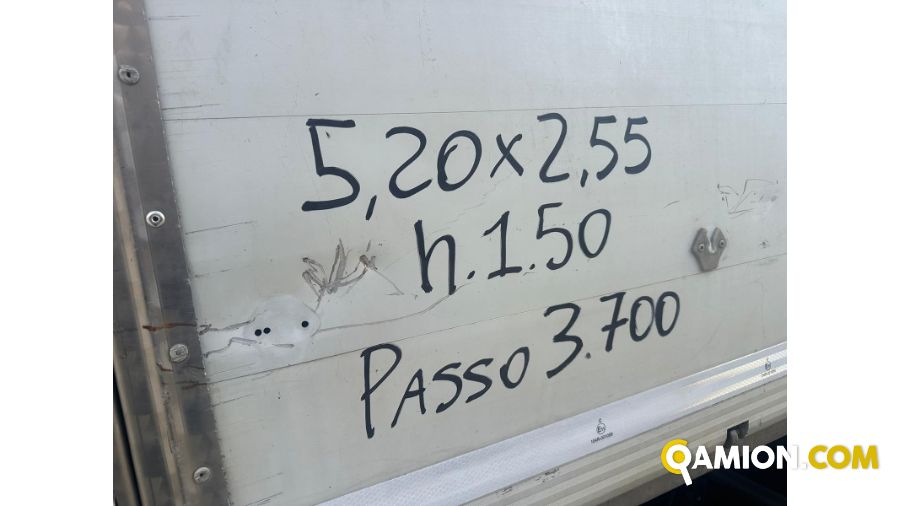 5,20x2,55
h.1.50
PASSO 3.700
QAMION.COM